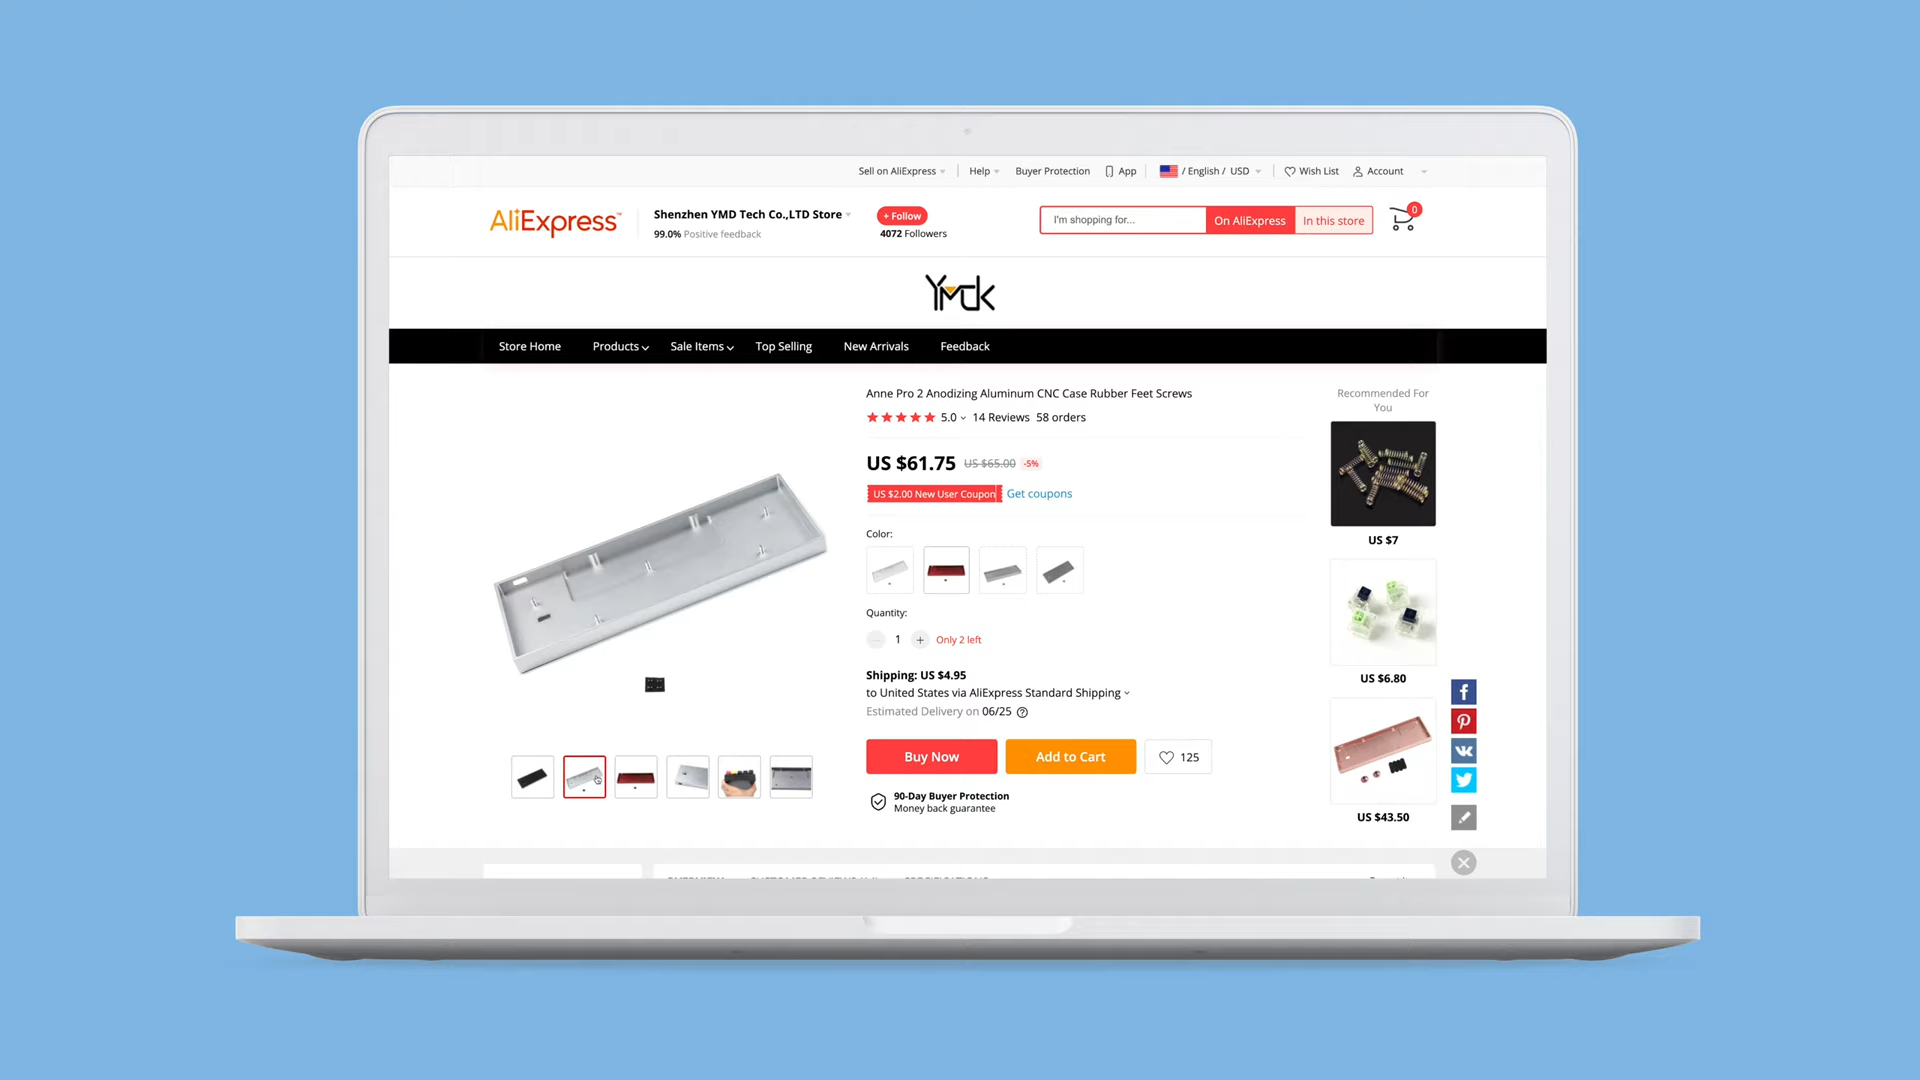 Sell on AliExpress
Help
Buyer Protection
App
/ English / USD
Wish List
Account
AliExpress™
Shenzhen YMD Tech Co.,LTD Store
99.0% Positive feedback
+ Follow
4072 Followers
I'm shopping for...
On AliExpress
In this store
0
Ymdk
Store Home
Products
Sale Items
Top Selling
New Arrivals
Feedback
Anne Pro 2 Anodizing Aluminum CNC Case Rubber Feet Screws
5.0
14 Reviews
58 orders
US $61.75
US $65.00
-5%
US $2.00 New User Coupon
Get coupons
Color:
Quantity:
1
Only 2 left
Shipping: US $4.95
to United States via AliExpress Standard Shipping
Estimated Delivery on 06/25
Buy Now
Add to Cart
125
90-Day Buyer Protection
Money back guarantee
Recommended For
You
US $7
US $6.80
US $43.50